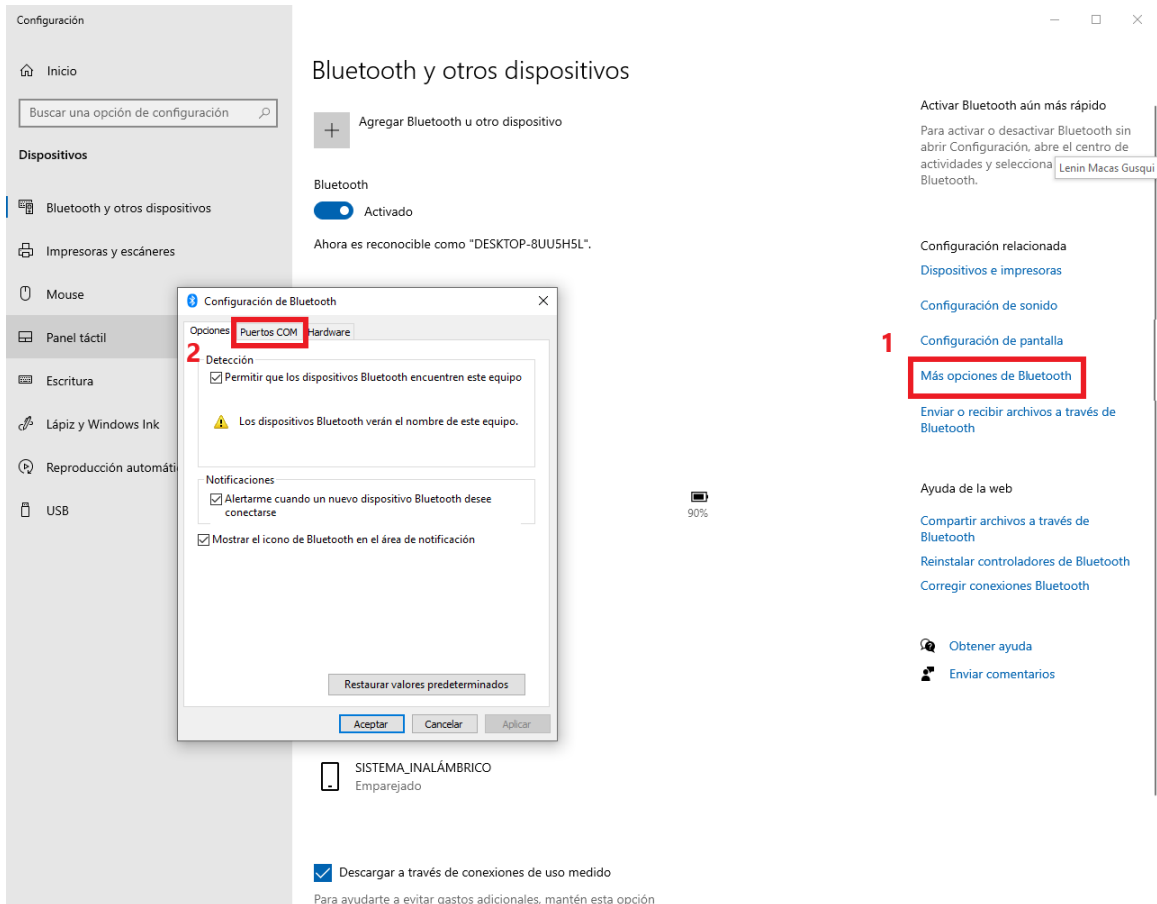 Configuración
Inicio
Buscar una opción de configuración
Dispositivos
Bluetooth y otros dispositivos
Impresoras y escáneres
Mouse
Panel táctil
Escritura
Lápiz y Windows Ink
Reproducción automáti
USB
Bluetooth y otros dispositivos
Agregar Bluetooth u otro dispositivo
Bluetooth
Activado
Ahora es reconocible como "DESKTOP-8UU5H5L".
Configuración de Bluetooth
Opciones Puertos COM Hardware
2
Detección
Permitir que los dispositivos Bluetooth encuentren este equipo
Los dispositivos Bluetooth verán el nombre de este equipo.
Notificaciones
Alertarme cuando un nuevo dispositivo Bluetooth desee
conectarse
Mostrar el icono de Bluetooth en el área de notificación
Restaurar valores predeterminados
Aceptar Cancelar Aplicar
90%
SISTEMA_INALÁMBRICO
Emparejado
Descargar a través de conexiones de uso medido
Para ayudarte a evitar gastos adicionales, mantén esta opción
Activar Bluetooth aún más rápido
Para activar o desactivar Bluetooth sin
abrir Configuración, abre el centro de
actividades y selecciona
Bluetooth.
Lenin Macas Gusqui
Configuración relacionada
Dispositivos e impresoras
Configuración de sonido
1
Configuración de pantalla
Más opciones de Bluetooth
Enviar o recibir archivos a través de
Bluetooth
Ayuda de la web
Compartir archivos a través de
Bluetooth
Reinstalar controladores de Bluetooth
Corregir conexiones Bluetooth
Obtener ayuda
Enviar comentarios